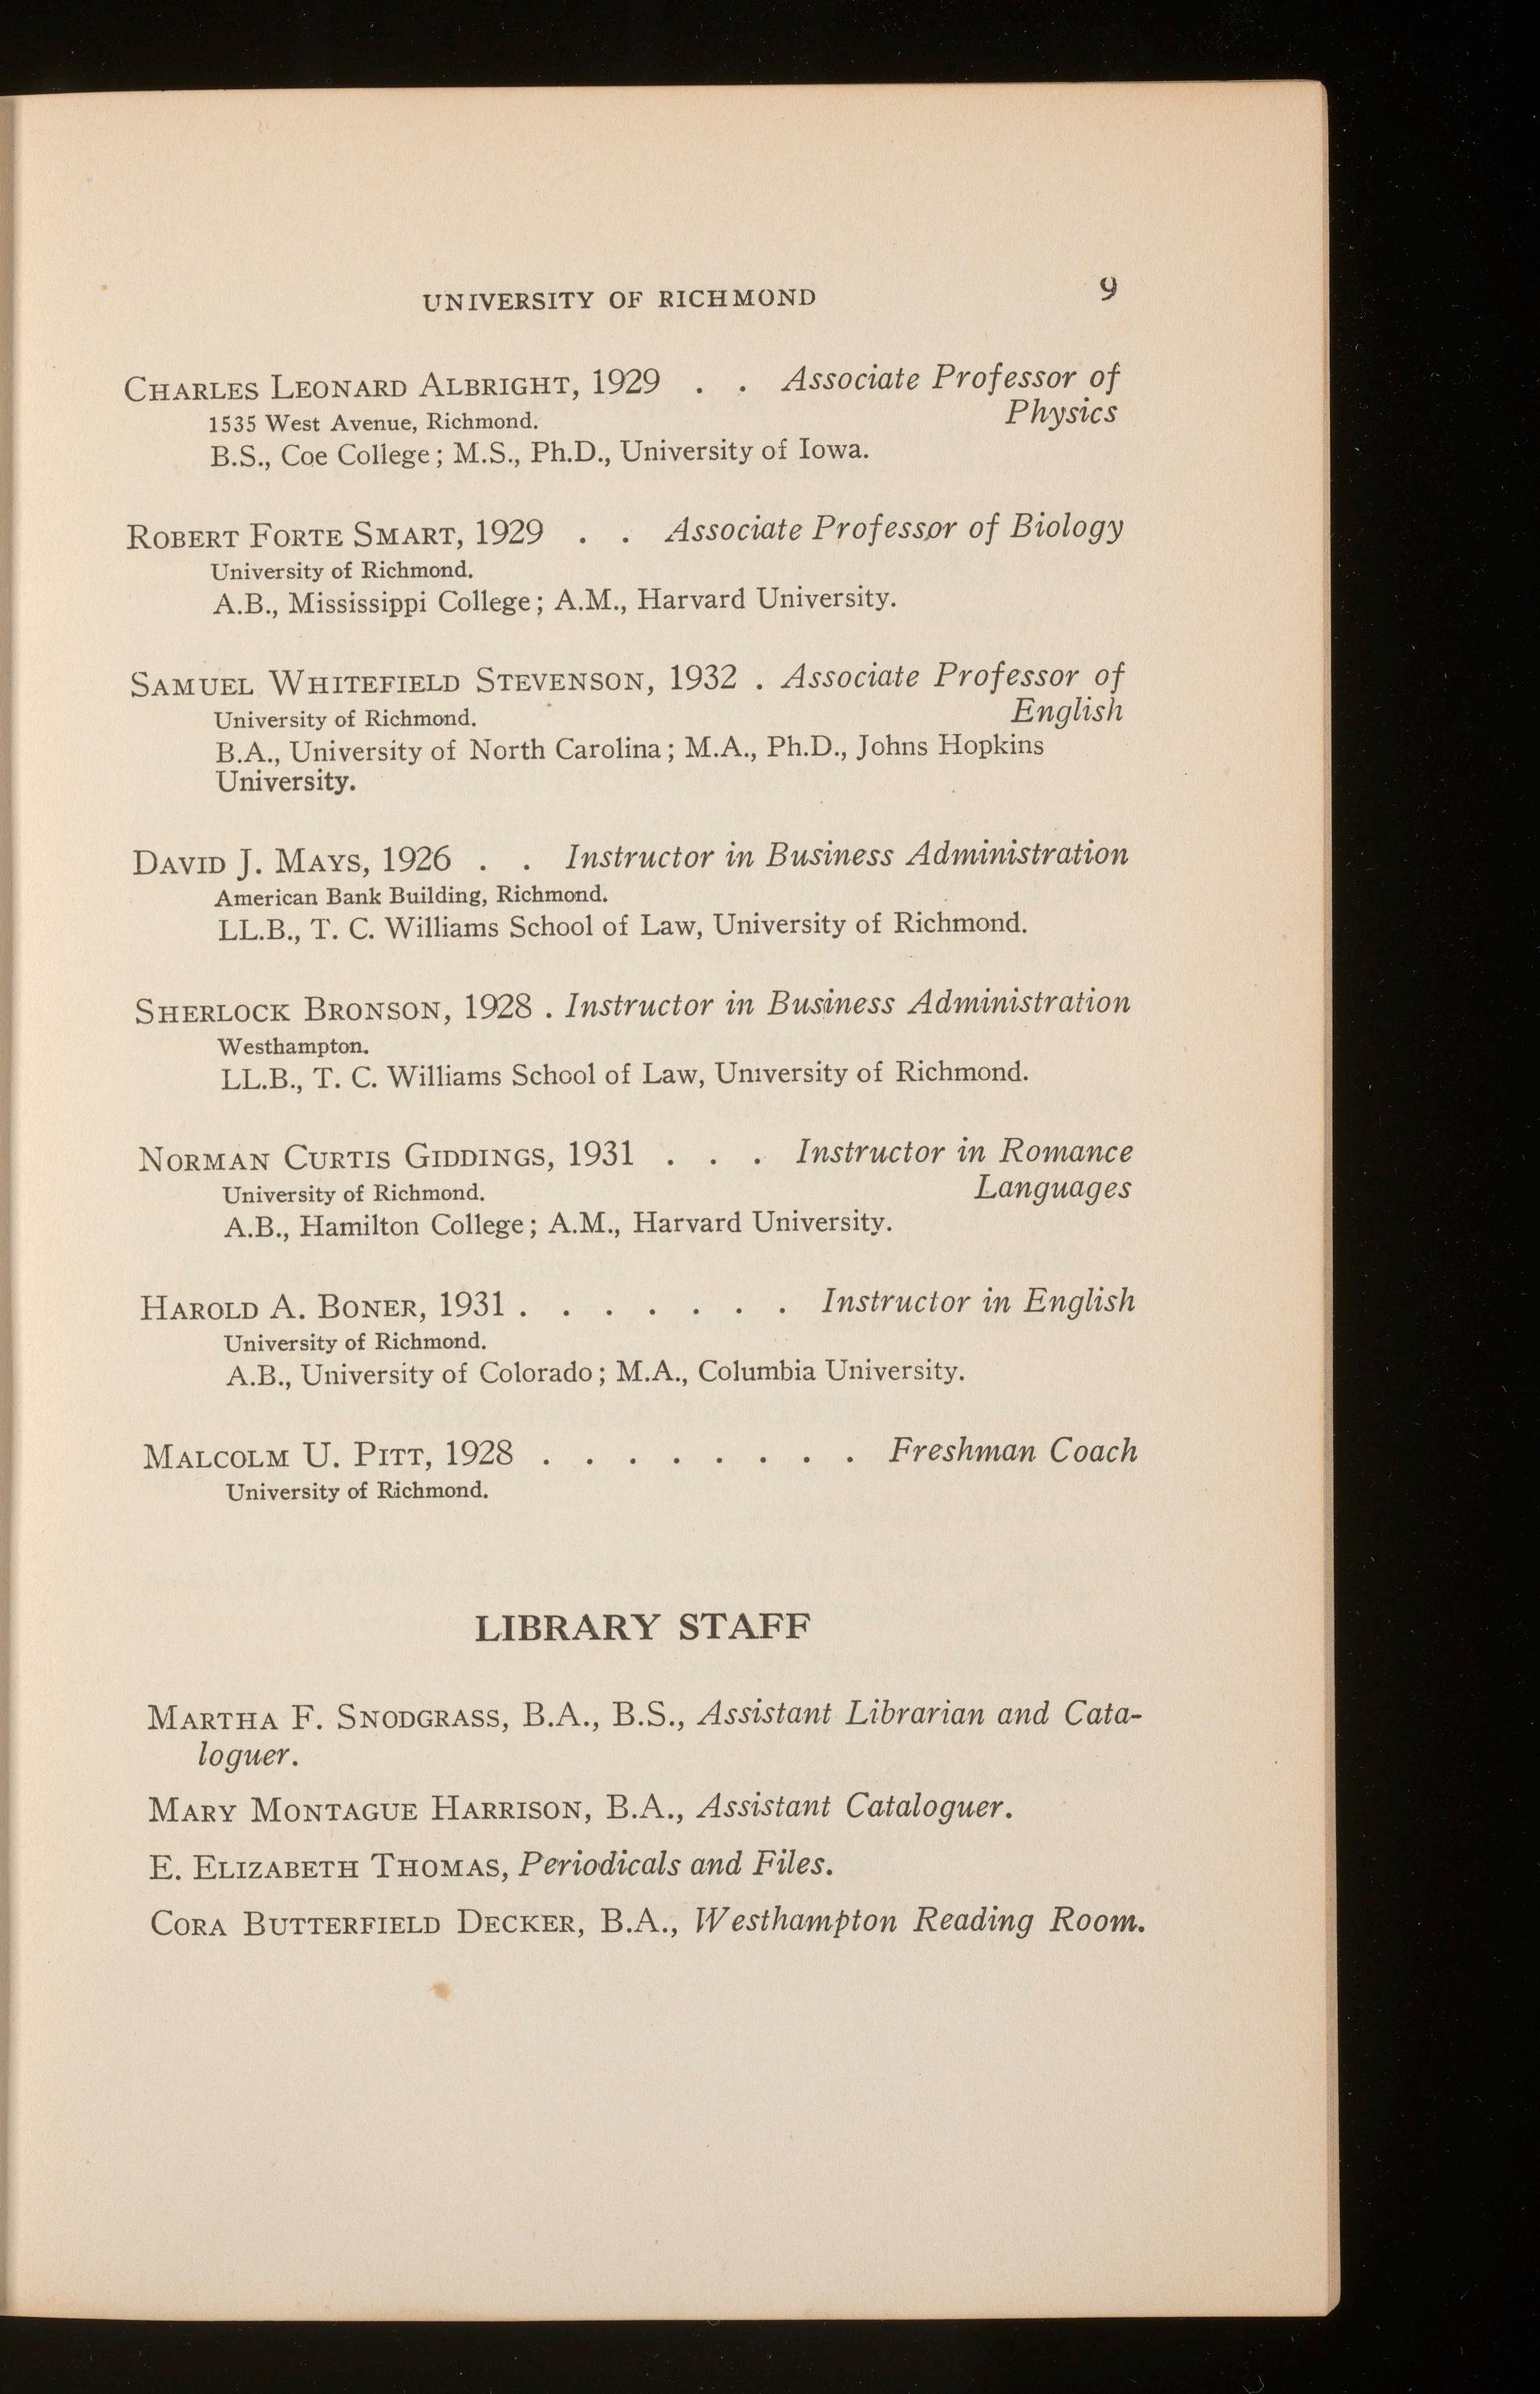 UNIVERSITY OF RICHMOND 9
CHARLES LEONARD ALBRIGHT, 1929 . . Associate Professor of
Physics
1535 West Avenue, Richmond.
B.S., Coe College; M.S., Ph.D., University of Iowa.
ROBERT FORTE SMART, 1929 . . Associate Professor of Biology
University of Richmond.
A.B., Mississippi College; A.M., Harvard University.
SAMUEL WHITEFIELD STEVENSON, 1932 . Associate Professor of
English
University of Richmond.
B.A., University of North Carolina; M.A., Ph.D., Johns Hopkins
University.
DAVID J. MAYS, 1926 . . Instructor in Business Administration
American Bank Building, Richmond.
LL.B., T. C. Williams School of Law, University of Richmond.
SHERLOCK BRONSON, 1928 . Instructor in Business Administration
Westhampton.
LL.B., T. C. Williams School of Law, University of Richmond.
NORMAN CURTIS GIDDINGS, 1931 . . . Instructor in Romance
Languages
University of Richmond.
A.B., Hamilton College; A.M., Harvard University.
HAROLD A. BONER, 1931 . . . . . . . Instructor in English
University of Richmond.
A.B., University of Colorado; M.A., Columbia University.
MALCOLM U. PITT, 1928 . . . . . . . . Freshman Coach
University of Richmond.
LIBRARY STAFF
MARTHA F. SNODGRASS, B.A., B.S., Assistant Librarian and Cata-
loguer.
MARY MONTAGUE HARRISON, B.A., Assistant Cataloguer.
E. ELIZABETH THOMAS, Periodicals and Files.
CORA BUTTERFIELD DECKER, B.A., Westhampton Reading Room.